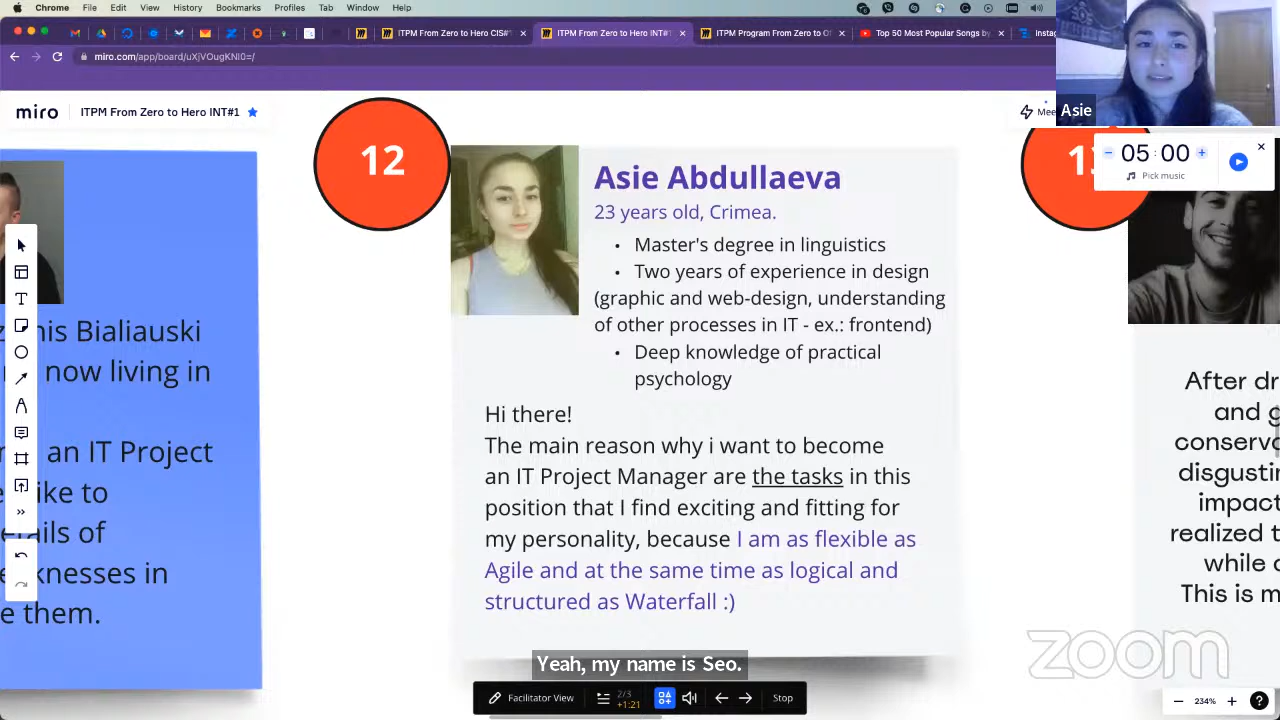 Chrome File Edit View History Bookmarks Profiles Tab Window Help
ITPM From Zero to Hero CIS#
ITPM From Zero to Hero INT#1
ITPM Program From Zero to
Top 50 Most Popular Songs by
Instag
miro.com/app/board/uxjVOugKNI0=/
miro
ITPM From Zero to Hero INT#1
Mee
Asie
05 : 00
Pick music
12
Asie Abdullaeva
23 years old, Crimea.
• Master's degree in linguistics
• Two years of experience in design
(graphic and web-design, understanding
of other processes in IT - ex.: frontend)
• Deep knowledge of practical
psychology
Hi there!
The main reason why i want to become
an IT Project Manager are the tasks in this
position that I find exciting and fitting for
my personality, because I am as flexible as
Agile and at the same time as logical and
structured as Waterfall :)
nis Bialiauski
now living in
an IT Project
ike to
ails of
knesses in
e them.
After dr
and g
conserva
disgustin
impact
realized t
while
This is m
Yeah, my name is Seo.
zoom
Facilitator View
2/3
+1:21
Stop
234%